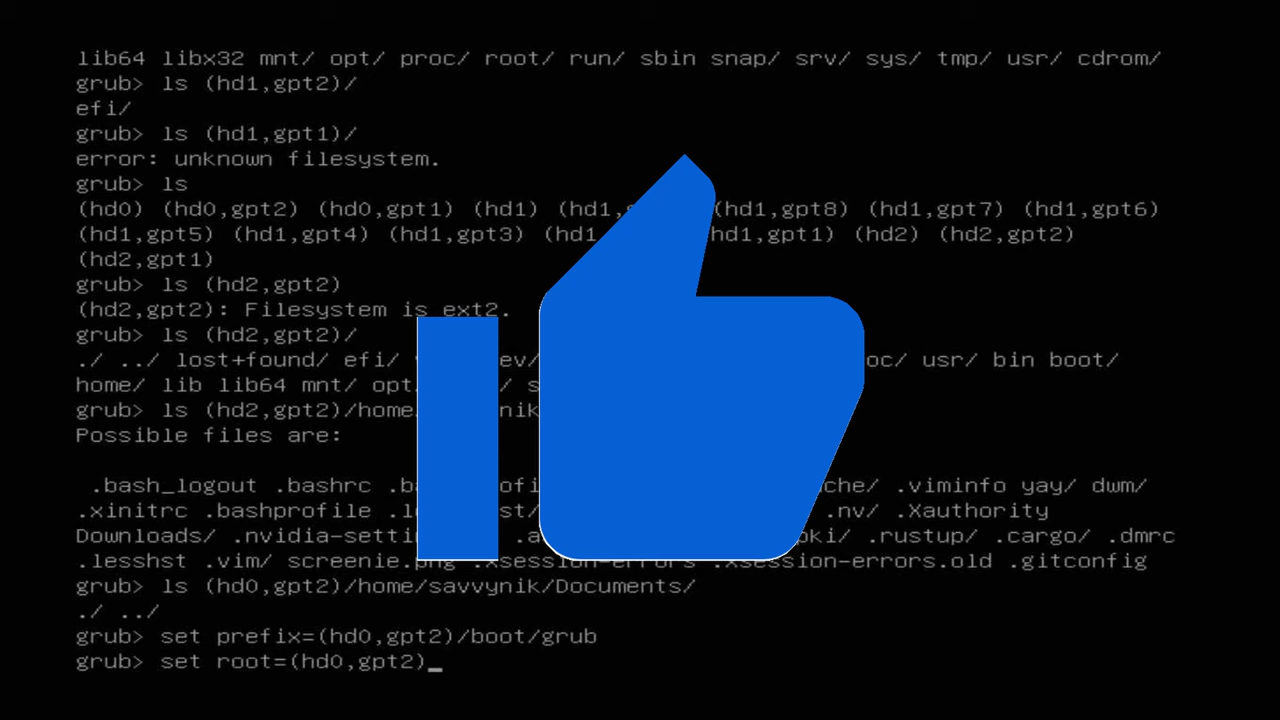 lib64 libx32 mnt/ opt/ proc/ root/ run/ sbin snap/ srv/ sys/ tmp/ usr/ cdrom/
grub> ls (hd1,gpt2)/
efi/
grub> ls (hd1,gpt1)/
error: unknown filesystem.
grub> ls
(hd0) (hd0,gpt2) (hd0,gpt1) (hd1) (hd1, (hd1,gpt8) (hd1,gpt7) (hd1,gpt6)
(hd1,gpt5) (hd1,gpt4) (hd1,gpt3) (hd1 hd1,gpt1) (hd2) (hd2,gpt2)
(hd2,gpt1)
grub> ls (hd2,gpt2)
(hd2,gpt2): Filesystem is ext2.
grub> ls (hd2,gpt2)/
./ ../ lost+found/ efi/ ev/ oc/ usr/ bin boot/
home/ lib lib64 mnt/ opt / s
grub> ls (hd2,gpt2)/home nik
Possible files are:
.bash_logout .bashrc .b ofi che/ .viminfo yay/ dwm/
.xinitrc .bashprofile .l st/ .nv/ .Xauthority
Downloads/ .nvidia-setti .a pki/ .rustup/ .cargo/ .dmrc
.lesshst .vim/ screenie.png .xsession-errors .xsession-errors.old .gitconfig
grub> ls (hd0,gpt2)/home/savvynik/Documents/
./ ../
grub> set prefix=(hd0,gpt2)/boot/grub
grub> set root=(hd0,gpt2)_